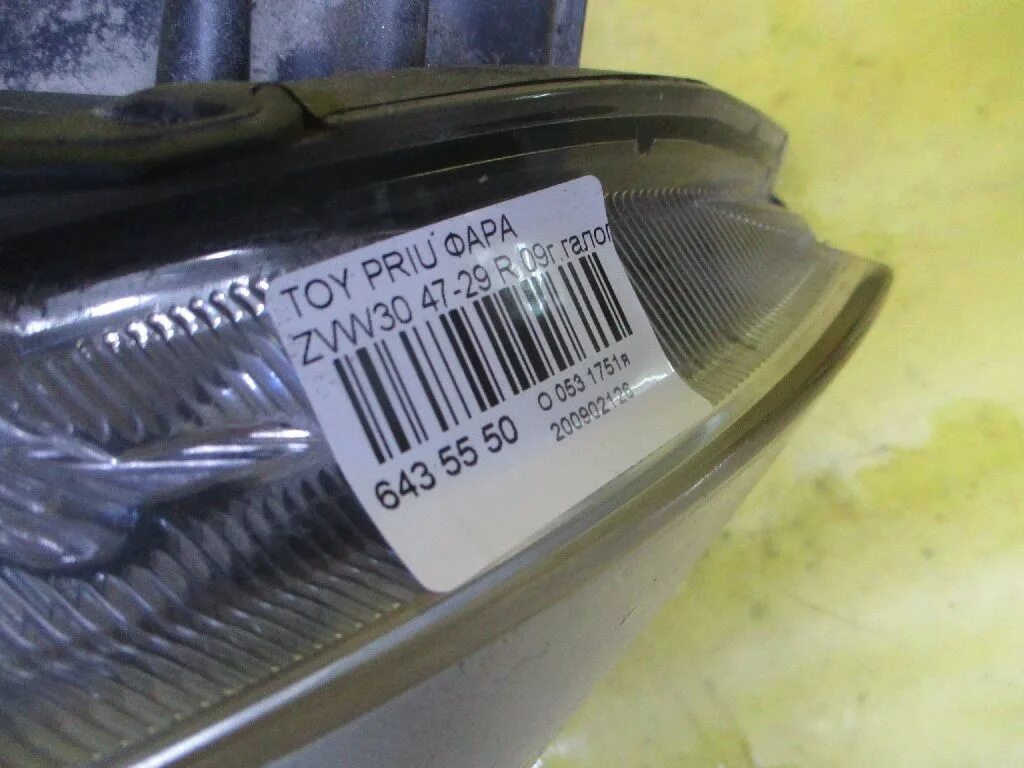 TOY PRIU ФАРА
ZVW30 47-29 R 09г.галог
643 55 50
О 053 1751я
200902126